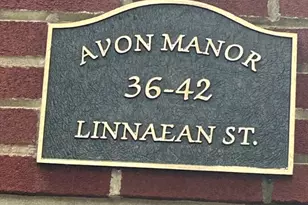 AVON MANOR
36-42
LINNAEAN ST.